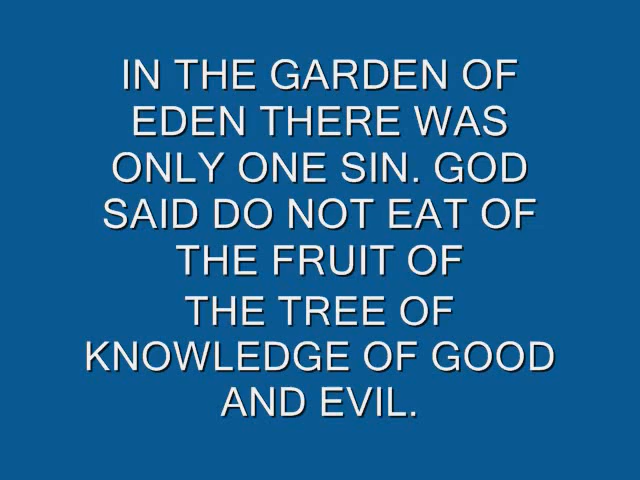 IN THE GARDEN OF
EDEN THERE WAS
ONLY ONE SIN. GOD
SAID DO NOT EAT OF
THE FRUIT OF
THE TREE OF
KNOWLEDGE OF GOOD
AND EVIL.